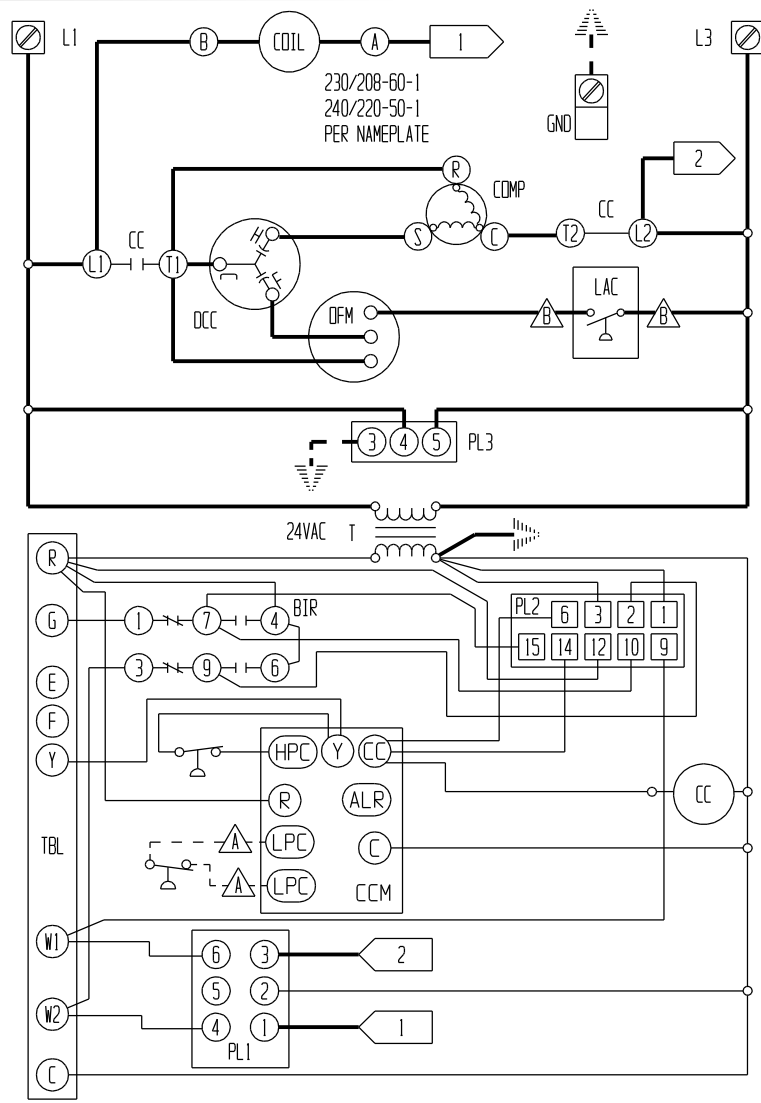 L1
B
COIL
A
1
L3
230/208-60-1
240/220-50-1
PER NAMEPLATE
GND
2
R
COMP
CC
S
C
T2
CC
L2
L1
T1
H
F
DCC
OFM
LAC
B
B
3
4
5
PL3
24VAC
T
R
PL2
6
3
2
1
G
1
7
4
BIR
15
14
12
10
9
3
9
6
E
F
Y
HPC
Y
CC
R
ALR
CC
TBL
A
LPC
C
A
LPC
CCM
W1
6
3
2
5
2
W2
4
1
1
PL1
C